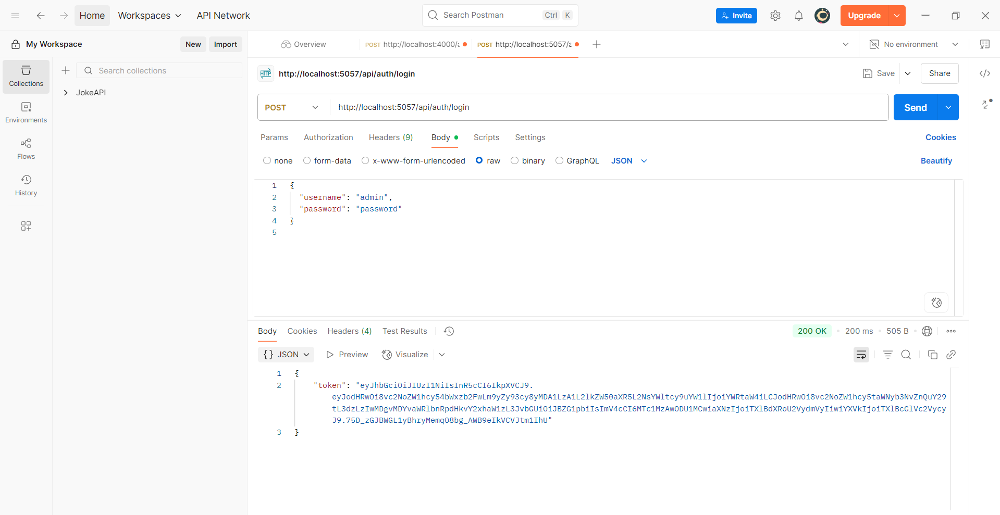 Home
Workspaces
API Network
Search Postman
Ctrl K
Invite
Upgrade
My Workspace
New
Import
Overview
POST http://localhost:4000/a
POST http://localhost:5057/a
No environment
Collections
Environments
Flows
History
Search collections
JokeAPI
HTTP
http://localhost:5057/api/auth/login
Save
Share
POST
http://localhost:5057/api/auth/login
Send
Params
Authorization
Headers (9)
Body
Scripts
Settings
Cookies
none
form-data
x-www-form-urlencoded
raw
binary
GraphQL
JSON
Beautify
1 {
2 "username": "admin",
3 "password": "password"
4 }
5
Body
Cookies
Headers (4)
Test Results
200 OK
200 ms
505 B
{} JSON
Preview
Visualize
1 {
2 "token": "eyJhbGciOiJIUzI1NiIsInR5cCI6IkpXVCJ9.
eyJodHRwOi8vc2NoZW1hcy54bWxzb2FwLm9yZy93cy8yMDA1LzA1L2lkZW50aXR5L2NsYWltcy9uYW1lIjoiYWRtaW4iLCJodHRwOi8vc2NoZW1hcy5taWNyb3NvZnQuY29
tL3dzLzIwMDgvMDYvaWRlbnRpdHkvY2xhaW1zL3JvbGUiOiJBZG1pbiIsImV4cCI6MTc1MzAwODU1MCwiaXNzIjoiTXlBdXRoU2VydmVyIiwiYXVkIjoiTXlBcGlVc2Vycy
J9.75D_zGJBWGL1yBhryMemqO8bg_AWB9eIkVCVJtm1IhU"
3 }